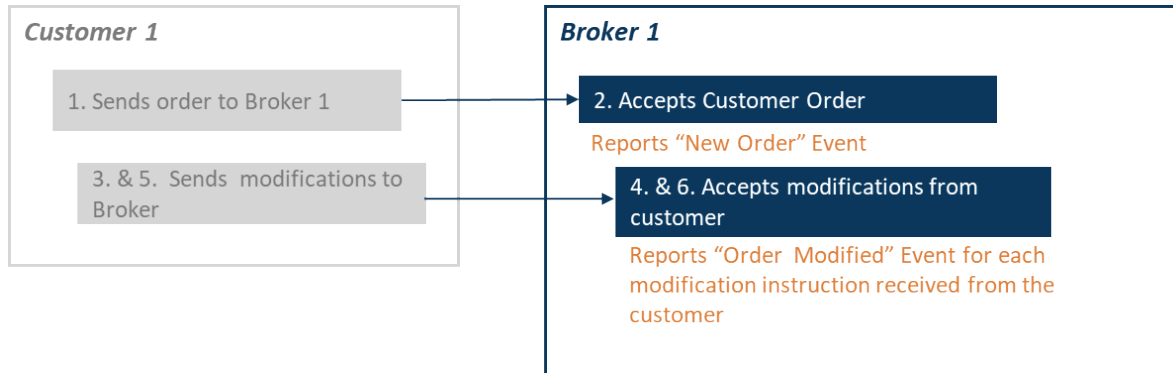 Customer 1
Broker 1
1. Sends order to Broker 1
2. Accepts Customer Order
Reports “New Order” Event
3. & 5.  Sends  modifications to
Broker
4. & 6. Accepts modifications from
customer
Reports “Order  Modified” Event for each
modification instruction received from the
customer